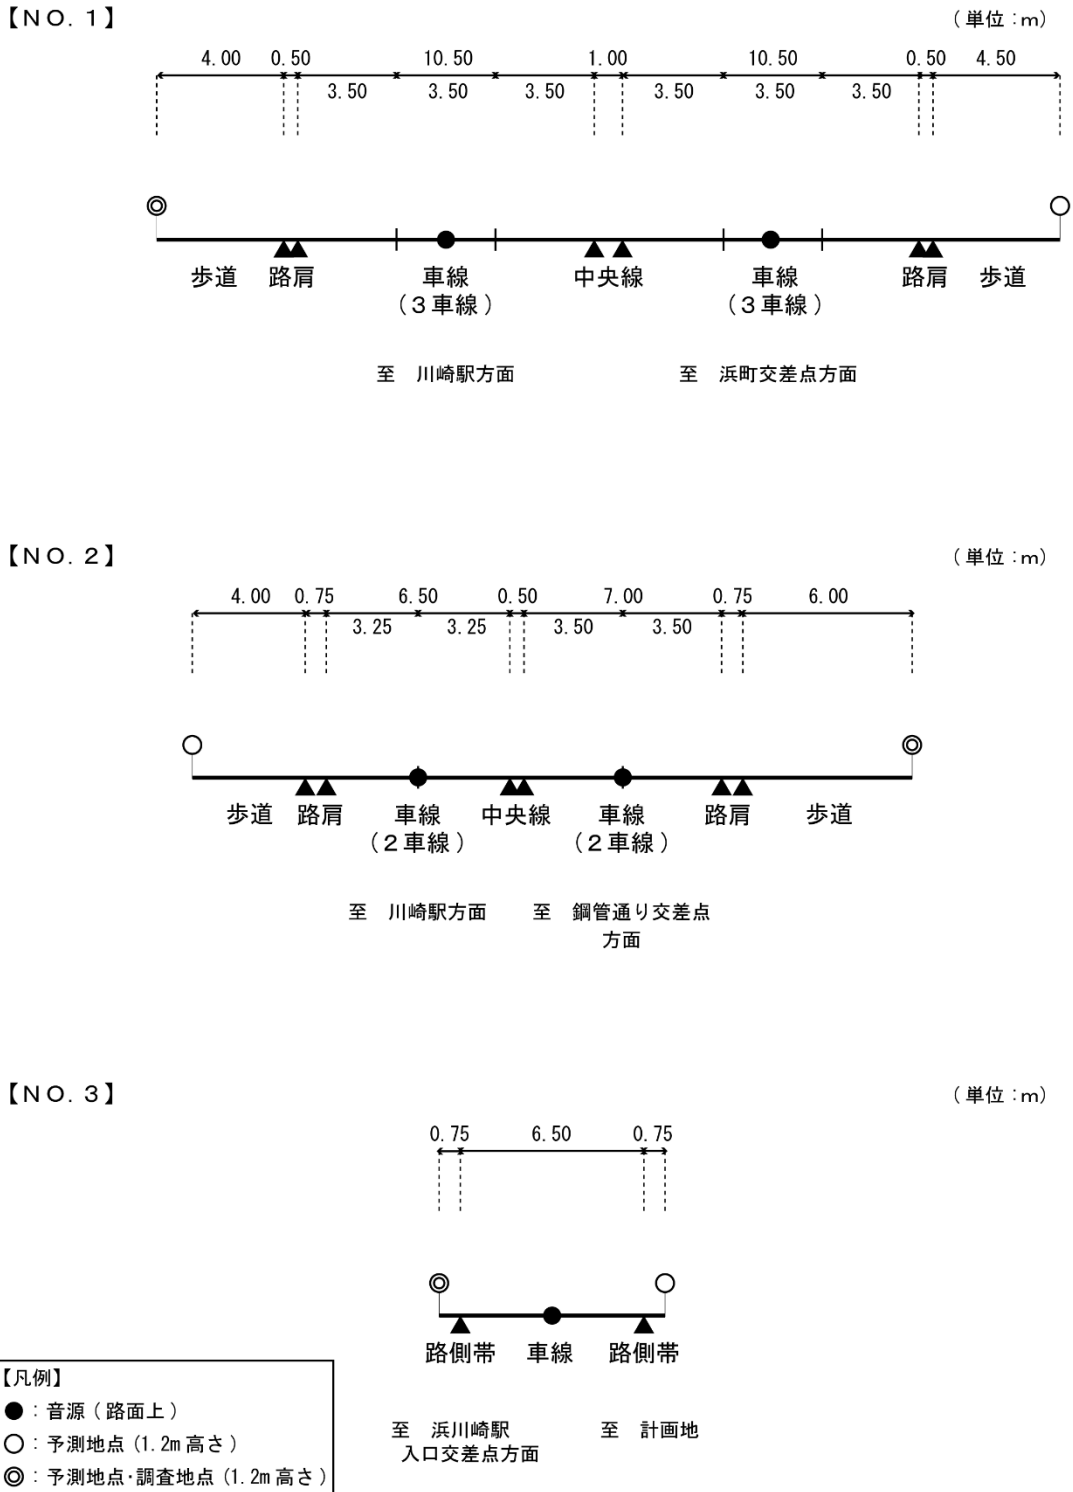 【ＮＯ．１】
（単位：m）
4.00 0.50 10.50 1.00 10.50 0.50 4.50
3.50 3.50 3.50 3.50 3.50 3.50
歩道 路肩 車線 中央線 車線 路肩 歩道
（３車線） （３車線）
至 川崎駅方面 至 浜町交差点方面
【ＮＯ．２】
（単位：m）
4.00 0.75 6.50 0.50 7.00 0.75 6.00
3.25 3.25 3.50 3.50
歩道 路肩 車線 中央線 車線 路肩 歩道
（２車線） （２車線）
至 川崎駅方面 至 鋼管通り交差点
方面
【ＮＯ．３】
（単位：m）
0.75 6.50 0.75
路側帯 車線 路側帯
至 浜川崎駅 至 計画地
入口交差点方面
【凡例】
●：音源（路面上）
○：予測地点（1.2m高さ）
◎：予測地点・調査地点（1.2m高さ）